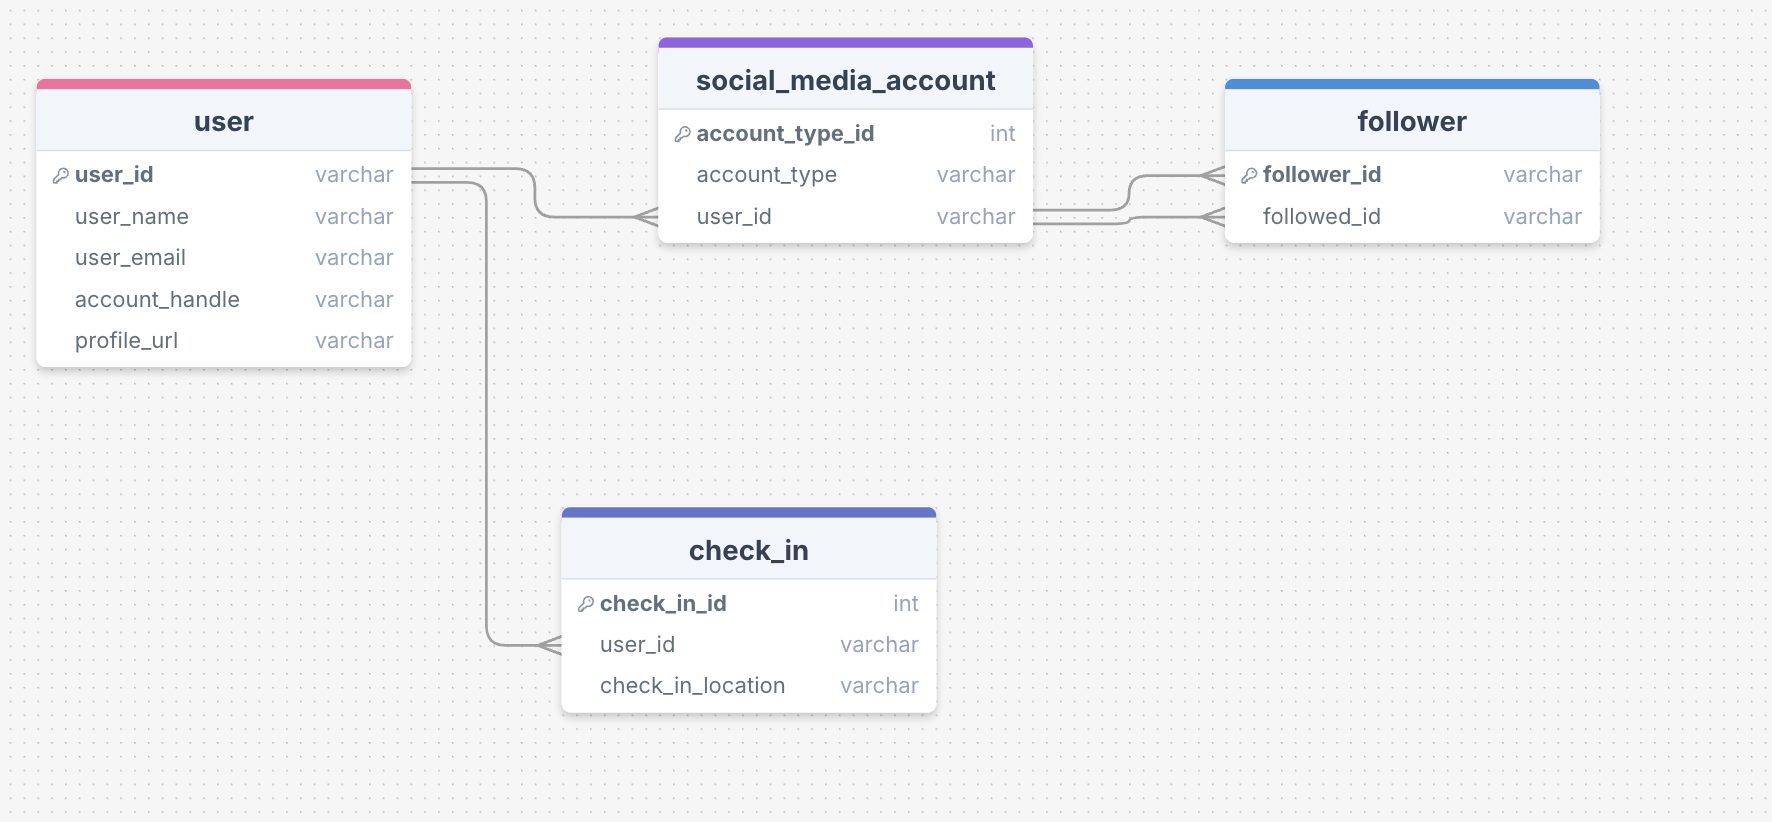 user
user_id varchar
user_name varchar
user_email varchar
account_handle varchar
profile_url varchar
social_media_account
account_type_id int
account_type varchar
user_id varchar
follower
follower_id varchar
followed_id varchar
check_in
check_in_id int
user_id varchar
check_in_location varchar